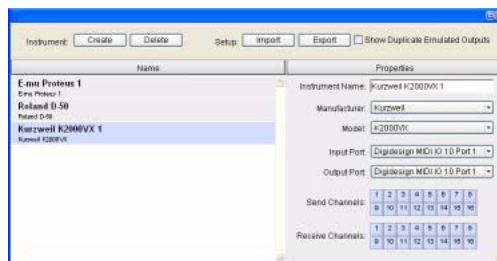 Instrument: Create Delete Setup: Import Export Show Duplicate Emulated Outputs
Name
Properties
E-mu Proteus 1
E-mu Proteus 1
Roland D-50
Roland D-50
Kurzweil K2000VX 1
Kurzweil K2000VX
Instrument Name: Kurzweil K2000VX 1
Manufacturer: Kurzweil
Model: K2000VX
Input Port: Digidesign MIDI IO 10 Port 1
Output Port: Digidesign MIDI IO 10 Port 1
Send Channels: 1 2 3 4 5 6 7 8
9 10 11 12 13 14 15 16
Receive Channels: 1 2 3 4 5 6 7 8
9 10 11 12 13 14 15 16